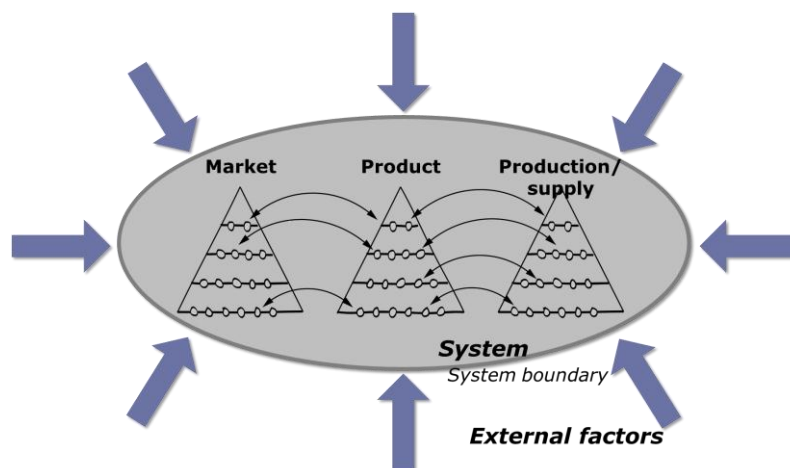 Market
Product
Production/
supply
System
System boundary
External factors